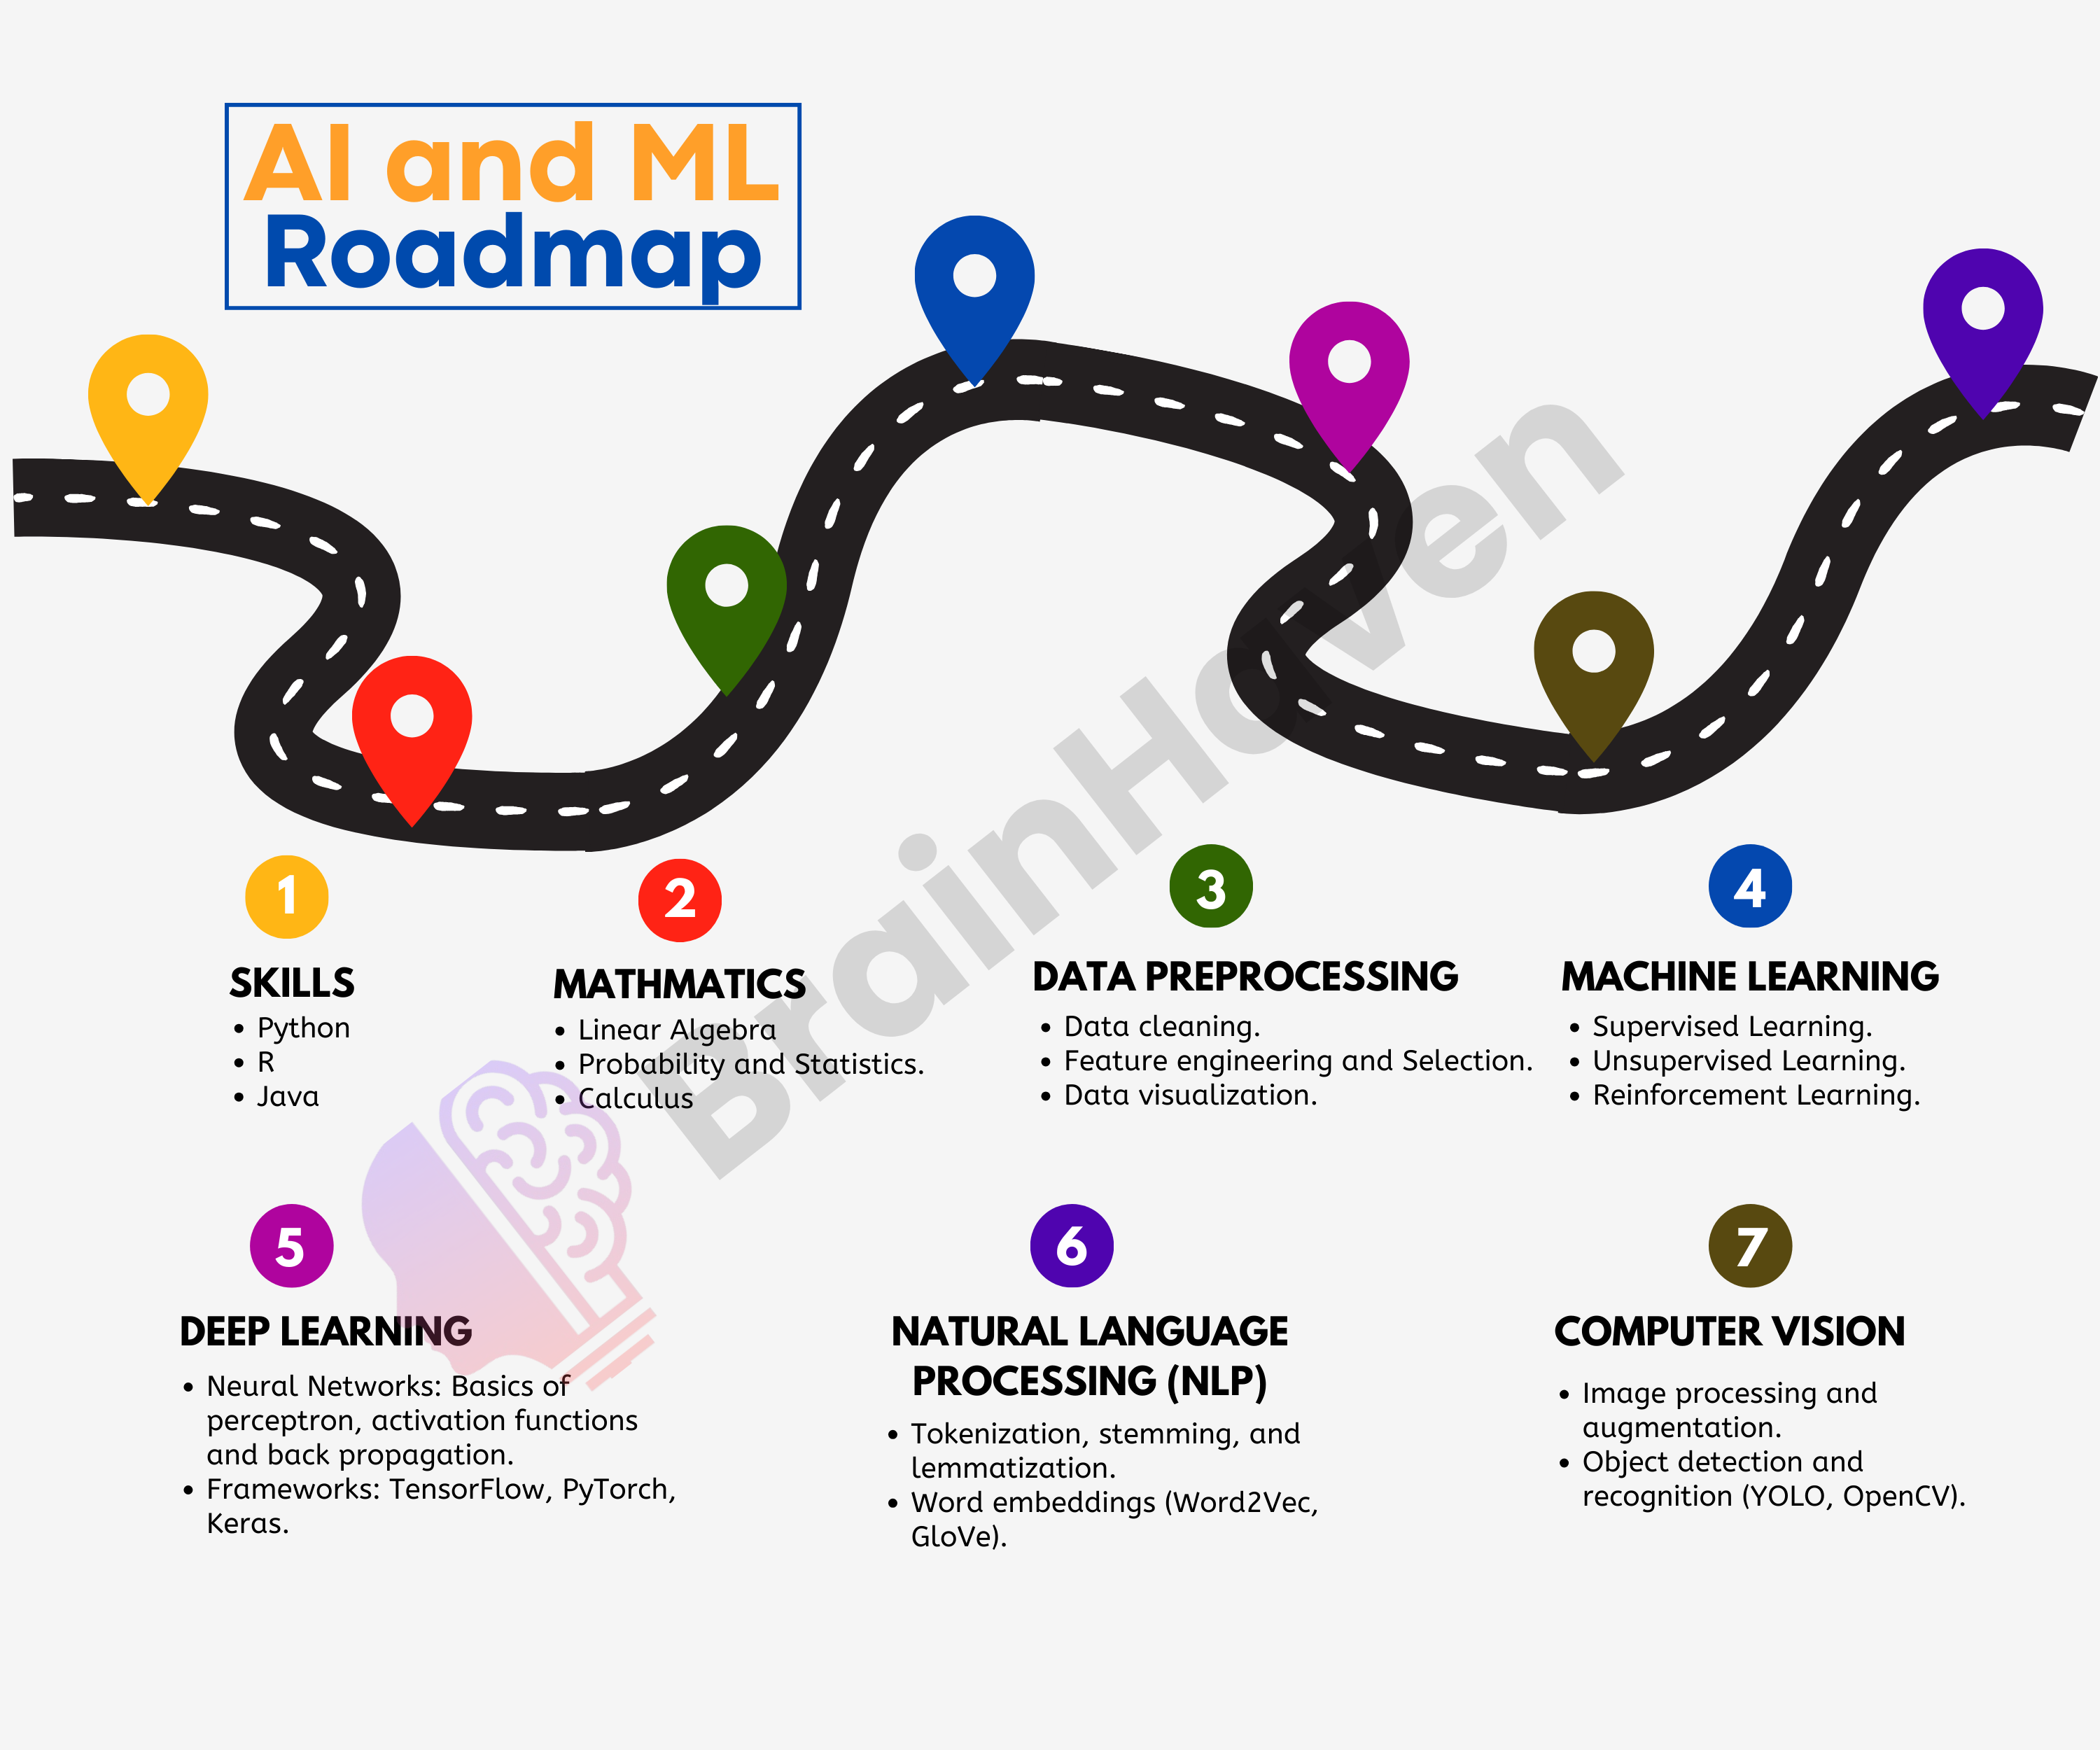 AI and ML
Roadmap
1
SKILLS
• Python
• R
• Java
2
MATHMATICS
• Linear Algebra
• Probability and Statistics.
• Calculus
3
DATA PREPROCESSING
• Data cleaning.
• Feature engineering and Selection.
• Data visualization.
4
MACHINE LEARNING
• Supervised Learning.
• Unsupervised Learning.
• Reinforcement Learning.
5
DEEP LEARNING
• Neural Networks: Basics of
perceptron, activation functions
and back propagation.
• Frameworks: TensorFlow, PyTorch,
Keras.
6
NATURAL LANGUAGE
PROCESSING (NLP)
• Tokenization, stemming, and
lemmatization.
• Word embeddings (Word2Vec,
GloVe).
7
COMPUTER VISION
• Image processing and
augmentation.
• Object detection and
recognition (YOLO, OpenCV).
BrainHaven